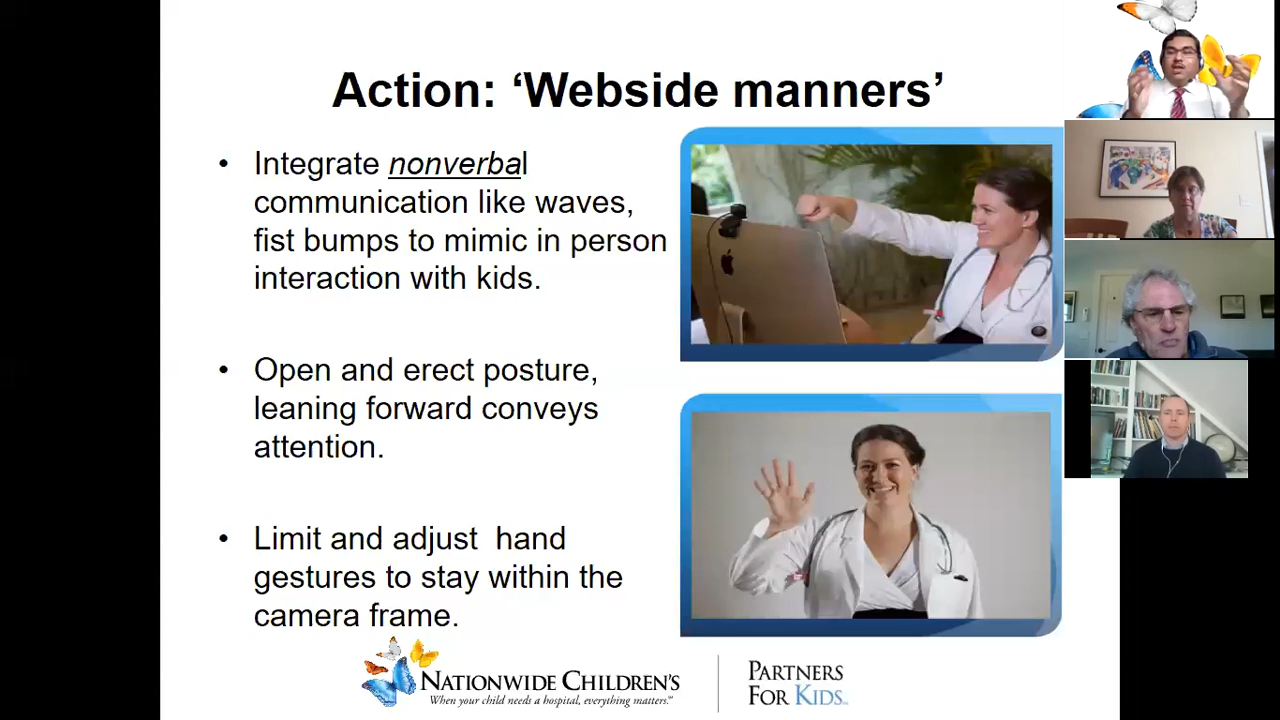 Action: ‘Webside manners’
• Integrate nonverbal
communication like waves,
fist bumps to mimic in person
interaction with kids.
• Open and erect posture,
leaning forward conveys
attention.
• Limit and adjust  hand
gestures to stay within the
camera frame.
NATIONWIDE CHILDREN'S
When your child needs a hospital, everything matters.
PARTNERS
FOR KIDS